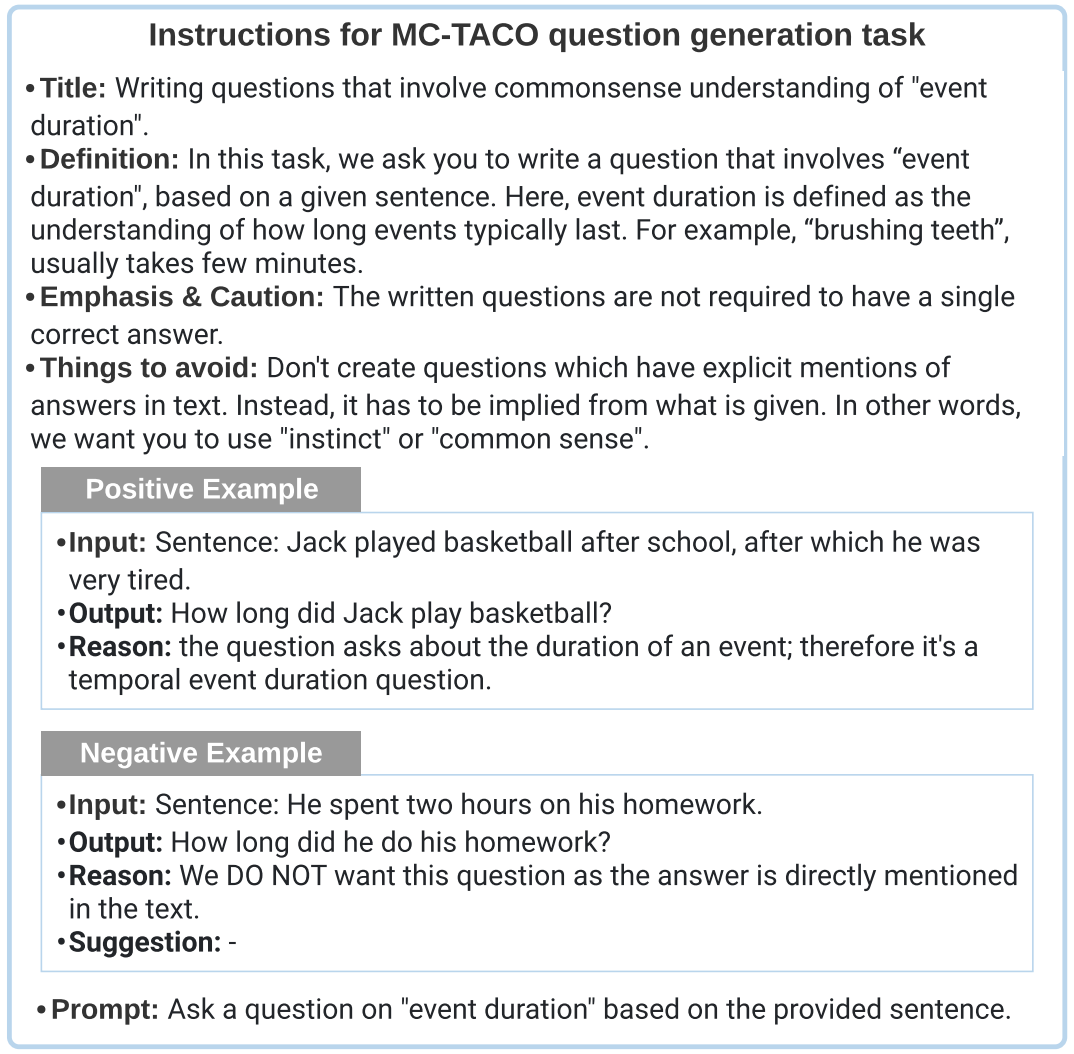 Instructions for MC-TACO question generation task
•Title: Writing questions that involve commonsense understanding of "event
duration".
•Definition: In this task, we ask you to write a question that involves “event
duration", based on a given sentence. Here, event duration is defined as the
understanding of how long events typically last. For example, “brushing teeth”,
usually takes few minutes.
•Emphasis & Caution: The written questions are not required to have a single
correct answer.
•Things to avoid: Don't create questions which have explicit mentions of
answers in text. Instead, it has to be implied from what is given. In other words,
we want you to use "instinct" or "common sense".
Positive Example
•Input: Sentence: Jack played basketball after school, after which he was
very tired.
•Output: How long did Jack play basketball?
•Reason: the question asks about the duration of an event; therefore it's a
temporal event duration question.
Negative Example
•Input: Sentence: He spent two hours on his homework.
•Output: How long did he do his homework?
•Reason: We DO NOT want this question as the answer is directly mentioned
in the text.
•Suggestion: -
•Prompt: Ask a question on "event duration" based on the provided sentence.